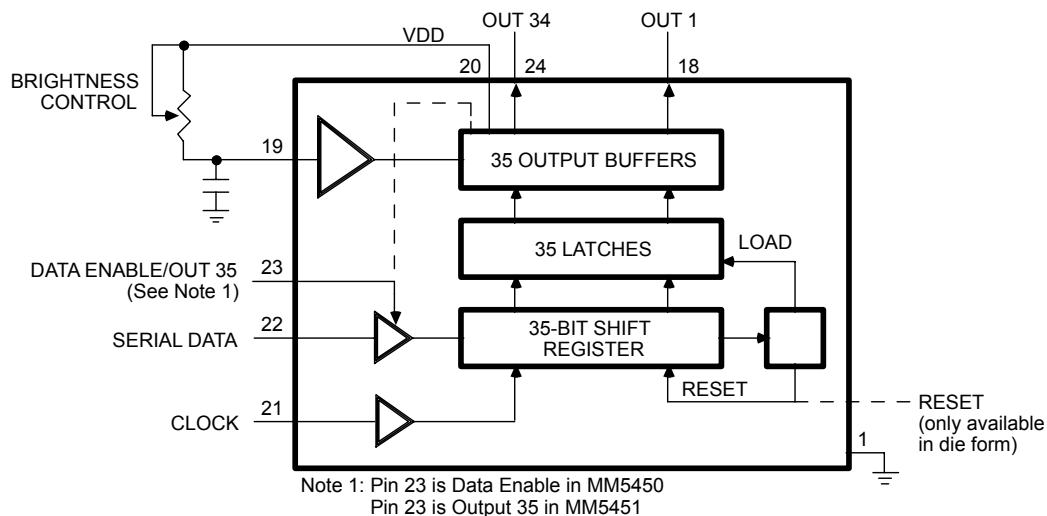 OUT 34
OUT 1
VDD
20
24
18
BRIGHTNESS
CONTROL
19
35 OUTPUT BUFFERS
35 LATCHES
LOAD
DATA ENABLE/OUT 35
(See Note 1)
23
SERIAL DATA
22
35-BIT SHIFT
REGISTER
RESET
CLOCK
21
RESET
(only available
in die form)
1
Note 1: Pin 23 is Data Enable in MM5450
Pin 23 is Output 35 in MM5451